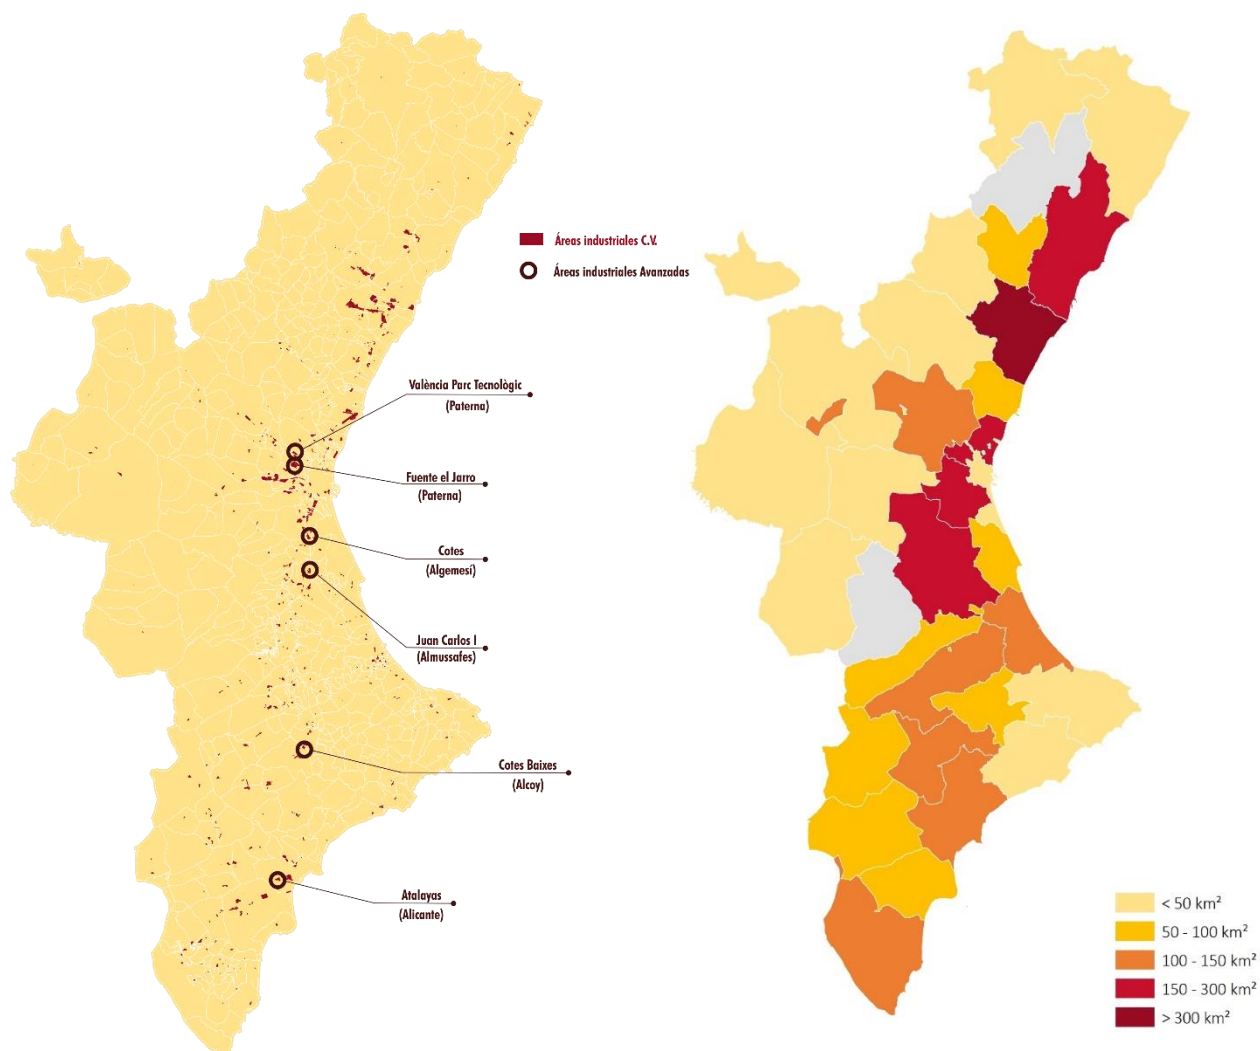 Áreas industriales C.V.
Áreas industriales Avanzadas
València Parc Tecnològic
(Paterna)
Fuente el Jarro
(Paterna)
Cotes
(Algemesí)
Juan Carlos I
(Almussafes)
Cotes Baixes
(Alcoy)
Atalayas
(Alicante)
< 50 km²
50 - 100 km²
100 - 150 km²
150 - 300 km²
> 300 km²